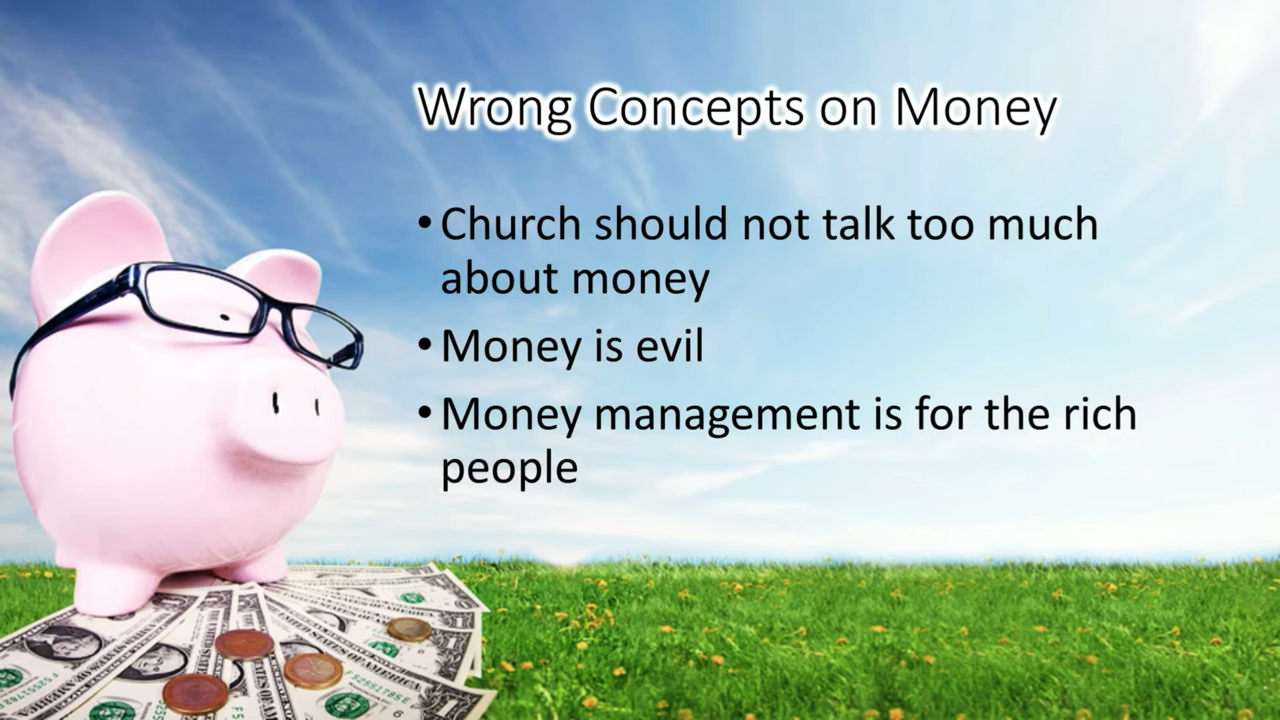 Wrong Concepts on Money
• Church should not talk too much
about money
• Money is evil
• Money management is for the rich
people